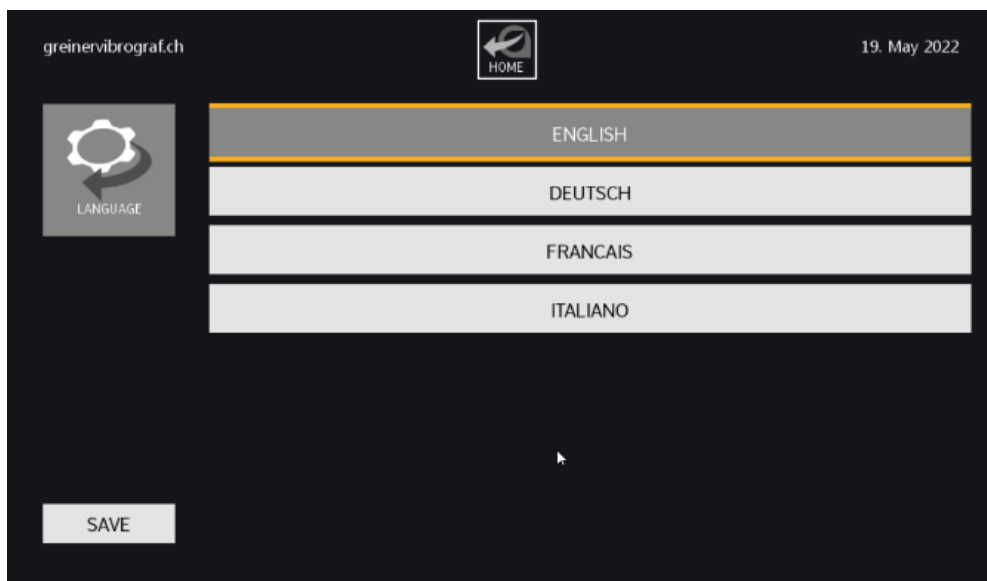 greinervibrograf.ch
HOME
19. May 2022
LANGUAGE
ENGLISH
DEUTSCH
FRANCAIS
ITALIANO
SAVE